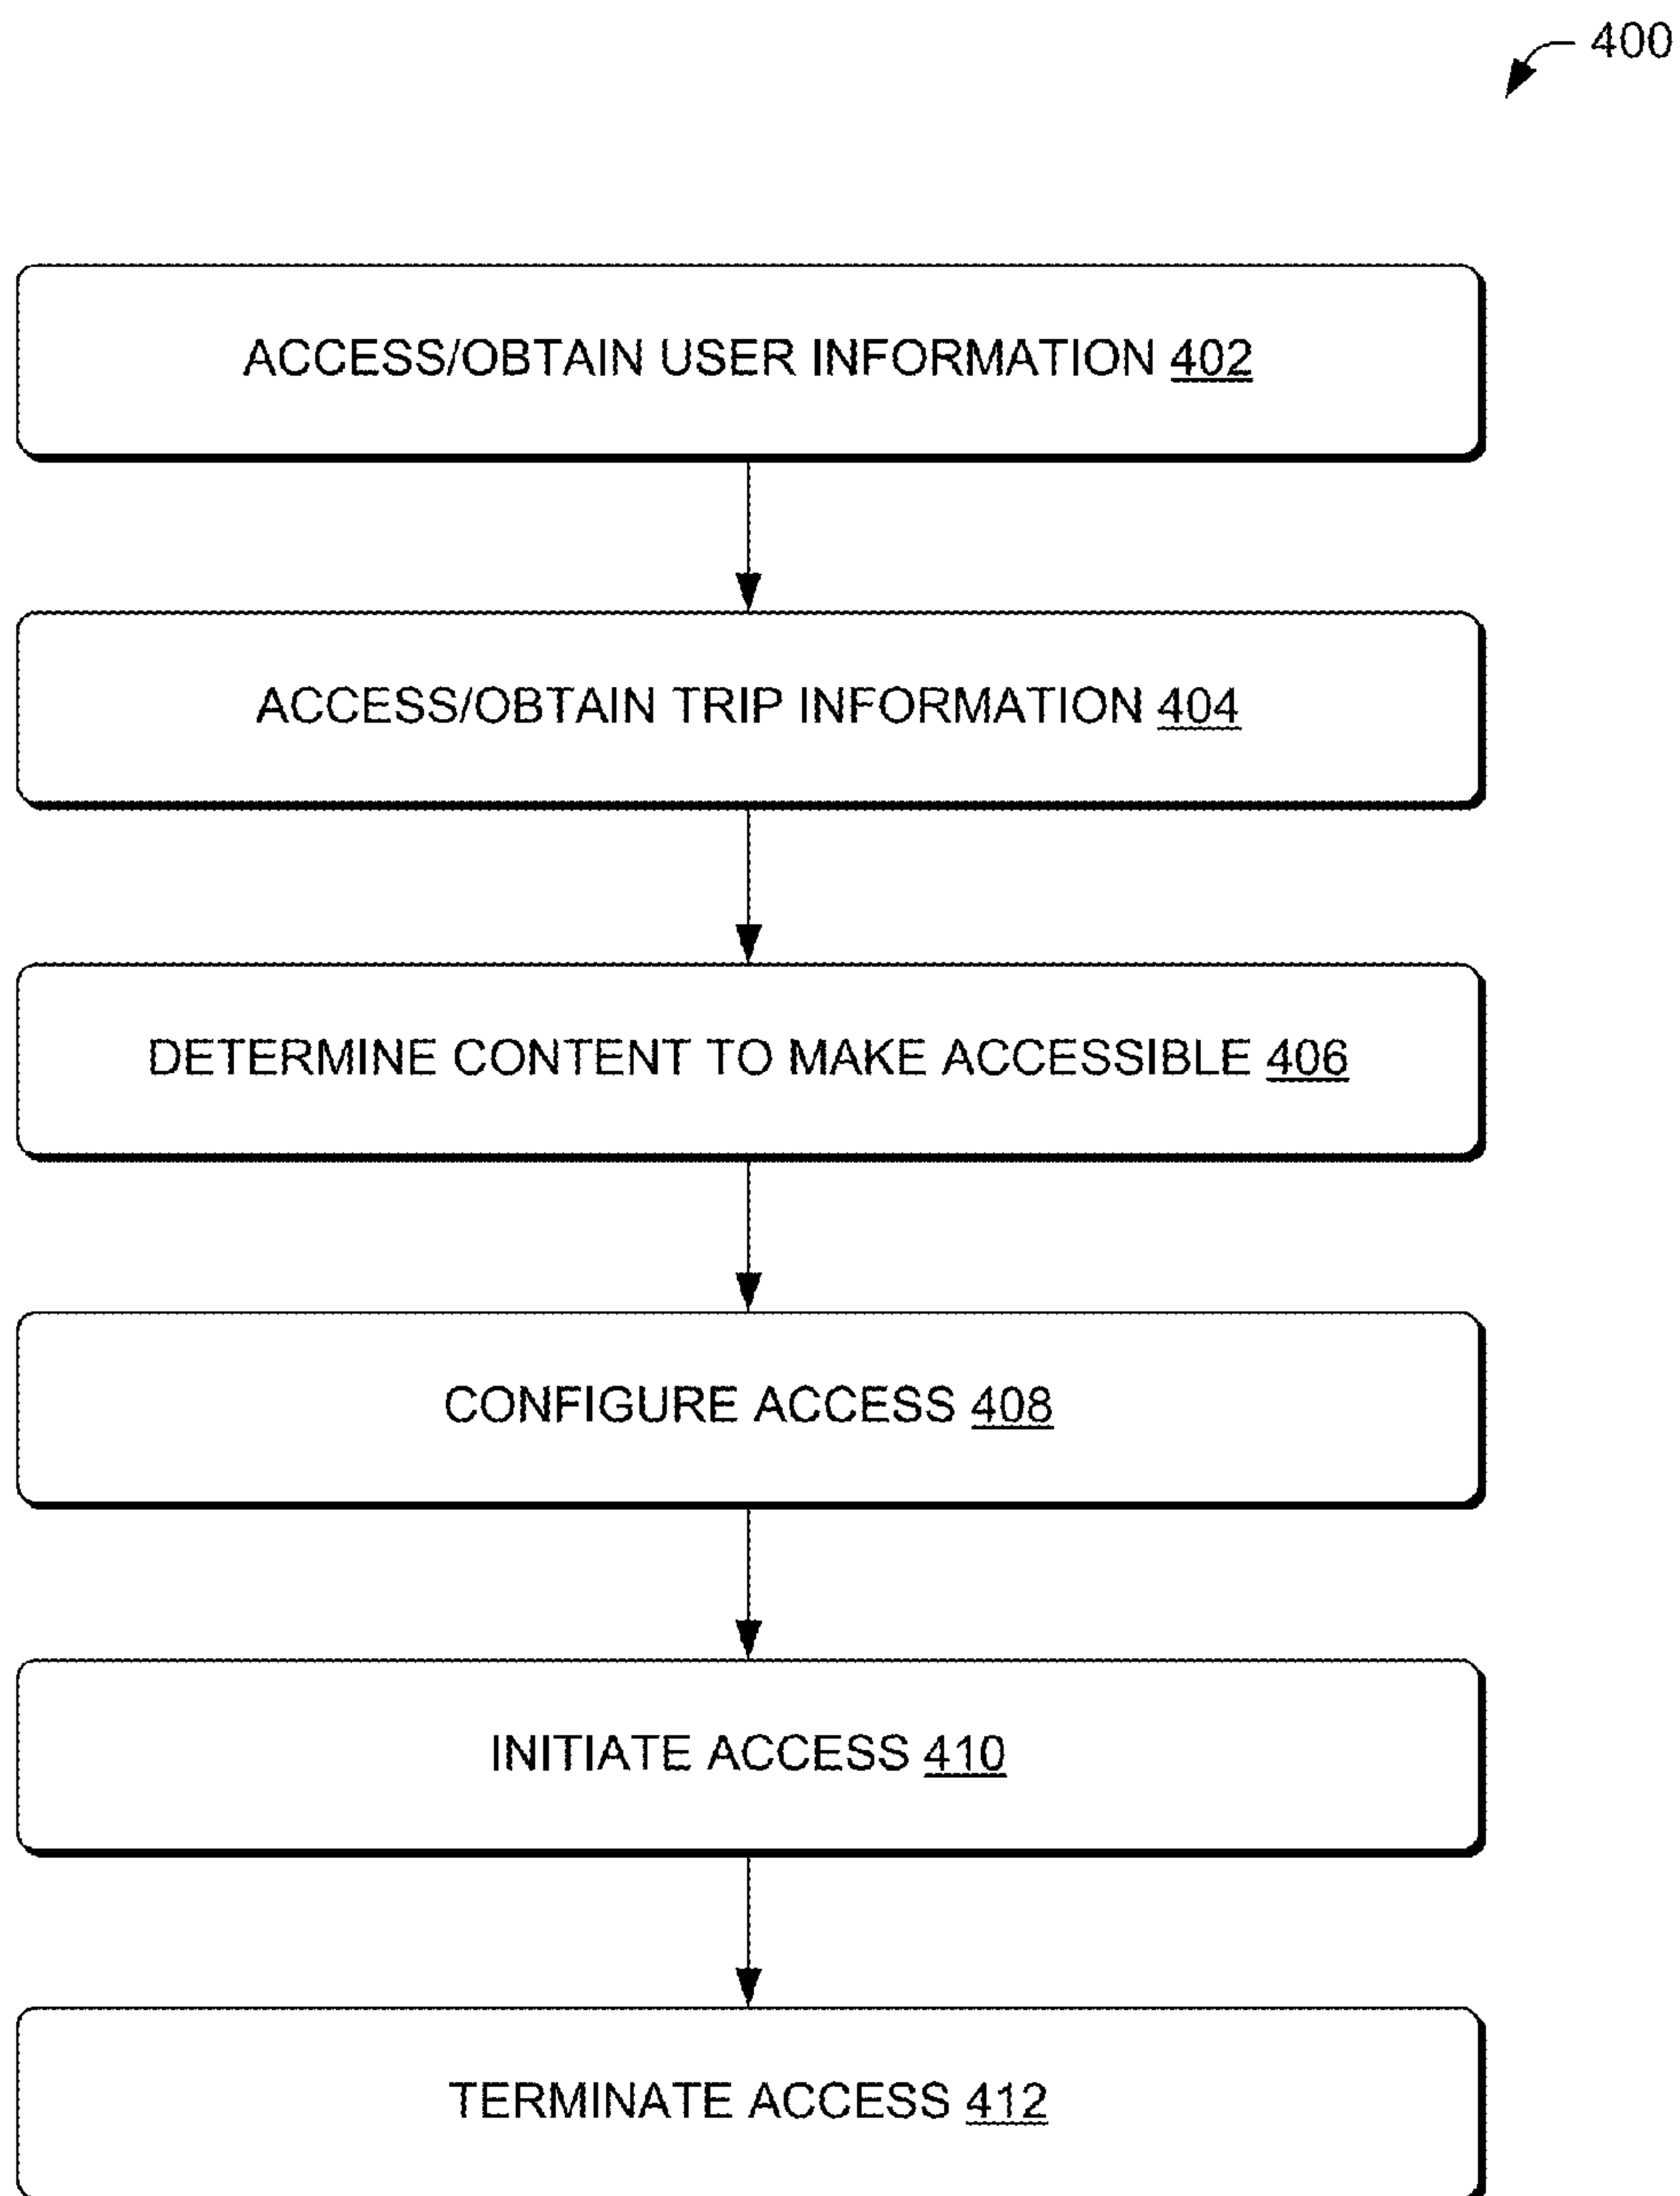 400
ACCESS/OBTAIN USER INFORMATION 402
ACCESS/OBTAIN TRIP INFORMATION 404
DETERMINE CONTENT TO MAKE ACCESSIBLE 406
CONFIGURE ACCESS 408
INITIATE ACCESS 410
TERMINATE ACCESS 412